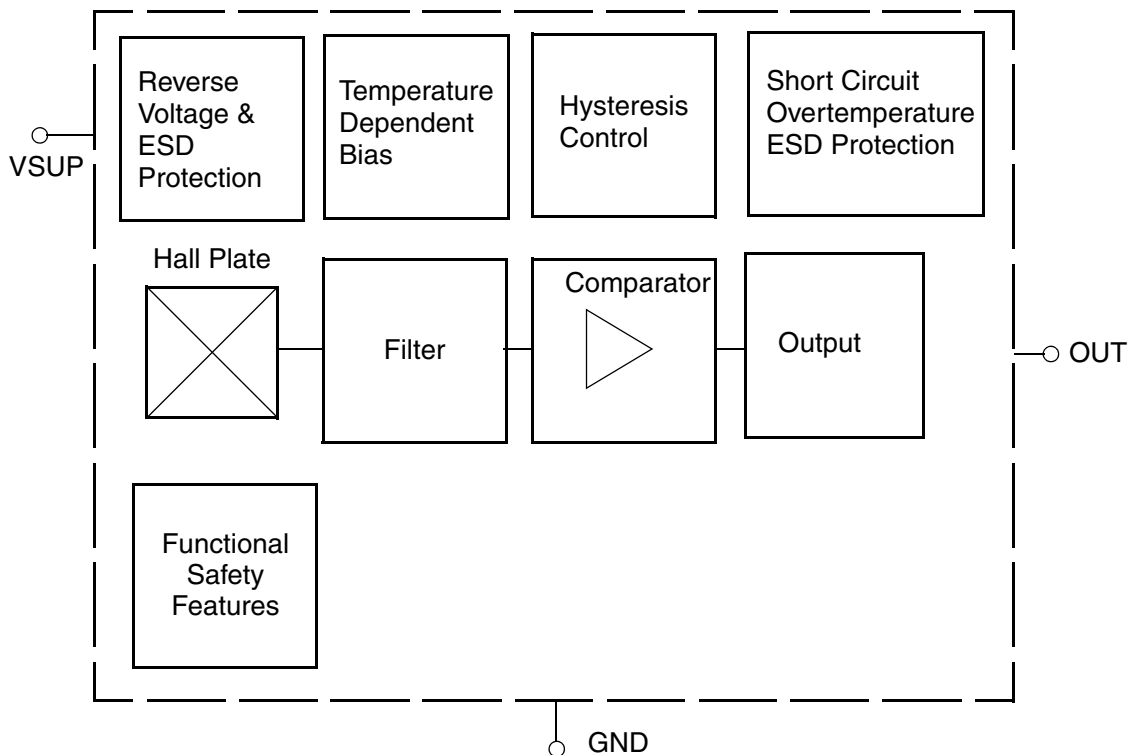 Reverse
Voltage &
ESD
Protection
Temperature
Dependent
Bias
Hysteresis
Control
Short Circuit
Overtemperature
ESD Protection
VSUP
Hall Plate
Filter
Comparator
Output
OUT
Functional
Safety
Features
GND